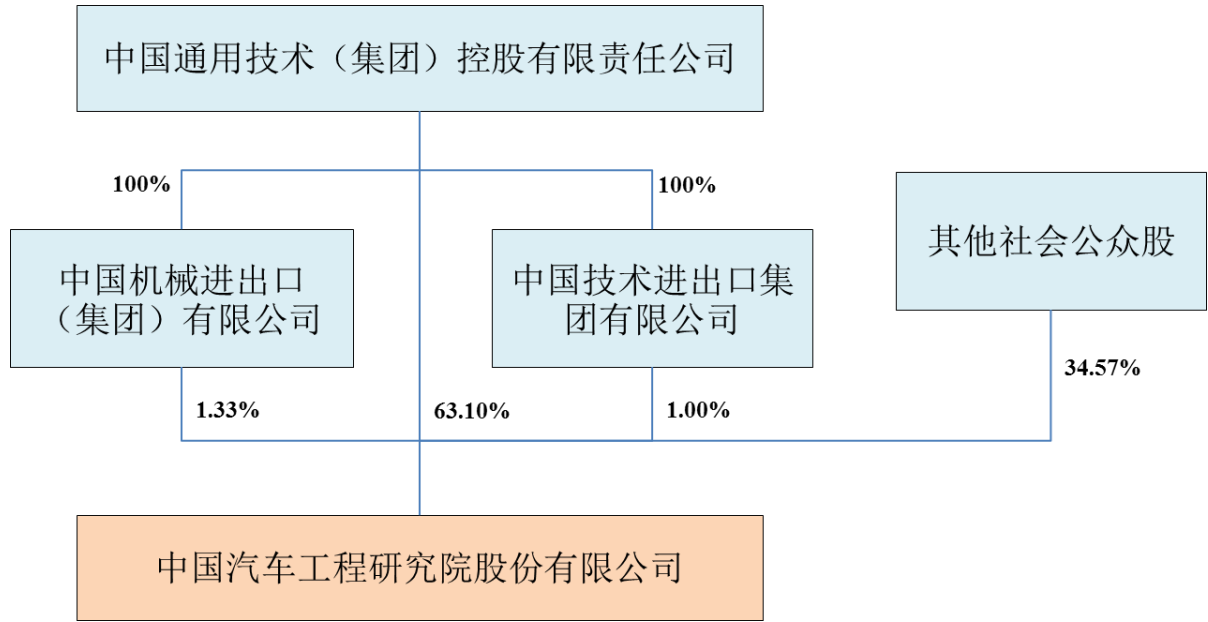 中国通用技术（集团）控股有限责任公司
100%
100%
其他社会公众股
中国机械进出口
（集团）有限公司
中国技术进出口集
团有限公司
34.57%
1.33%
63.10%
1.00%
中国汽车工程研究院股份有限公司